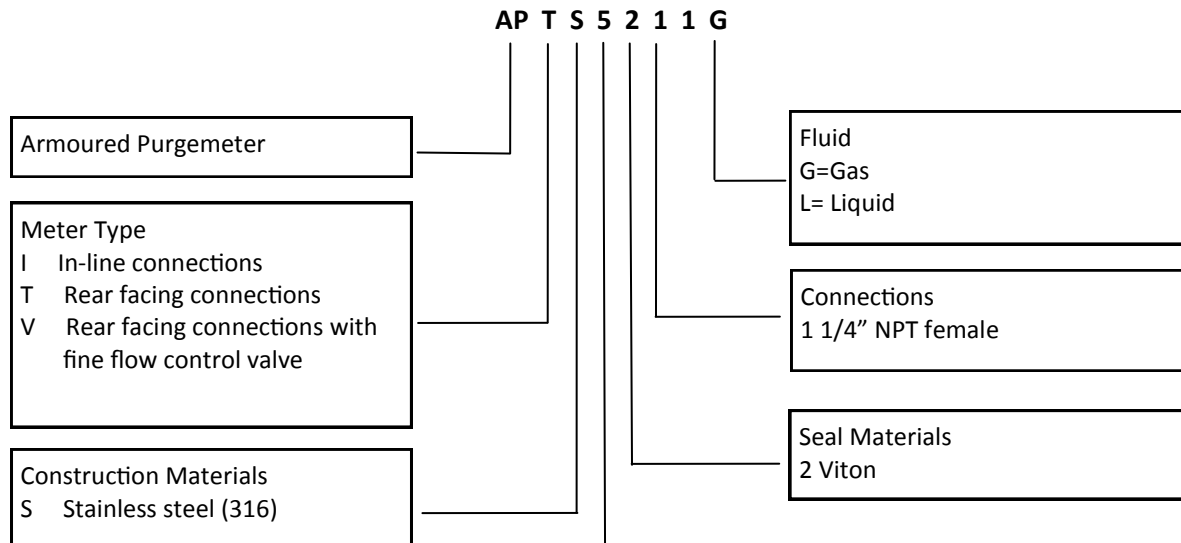 AP T S 5 2 1 1 G
Armoured Purgemeter
Meter Type
I In-line connections
T Rear facing connections
V Rear facing connections with
fine flow control valve
Construction Materials
S Stainless steel (316)
Fluid
G=Gas
L= Liquid
Connections
1 1/4” NPT female
Seal Materials
2 Viton